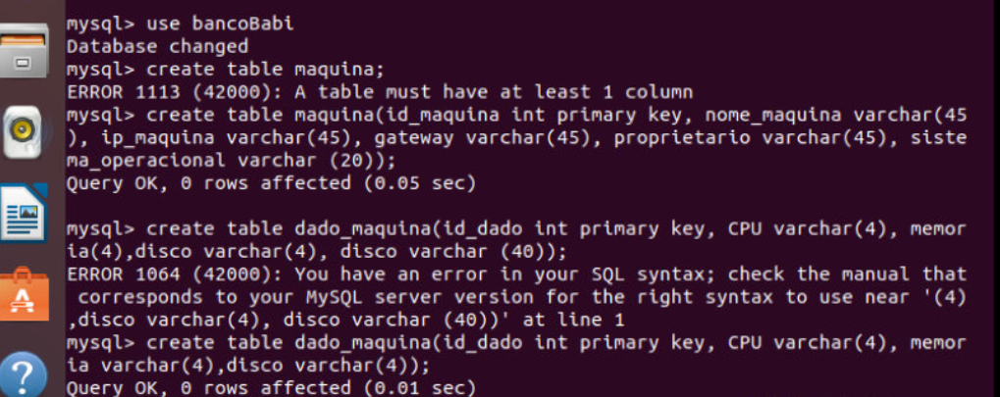 mysql> use bancoBabi
Database changed
mysql> create table maquina;
ERROR 1113 (42000): A table must have at least 1 column
mysql> create table maquina(id_maquina int primary key, nome_maquina varchar(45
), ip_maquina varchar(45), gateway varchar(45), proprietario varchar(45), siste
ma_operacional varchar (20));
Query OK, 0 rows affected (0.05 sec)
mysql> create table dado_maquina(id_dado int primary key, CPU varchar(4), memor
ia(4),disco varchar(4), disco varchar (40));
ERROR 1064 (42000): You have an error in your SQL syntax; check the manual that
 corresponds to your MySQL server version for the right syntax to use near '(4)
,disco varchar(4), disco varchar (40))' at line 1
mysql> create table dado_maquina(id_dado int primary key, CPU varchar(4), memor
ia varchar(4),disco varchar(4));
Query OK, 0 rows affected (0.01 sec)